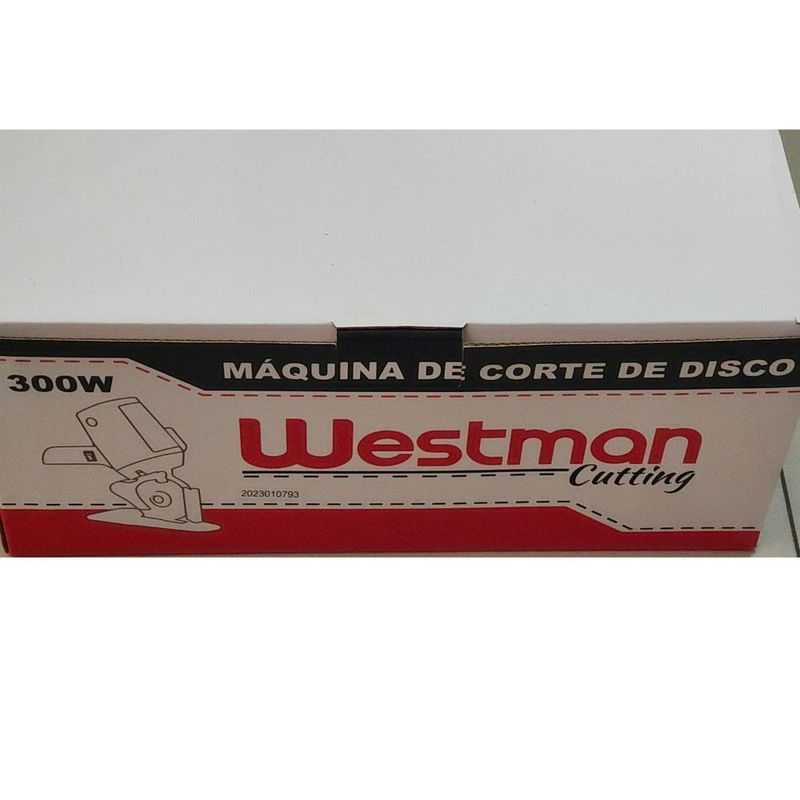 300W
MÁQUINA DE CORTE DE DISCO
Westman
Cutting
2023010793